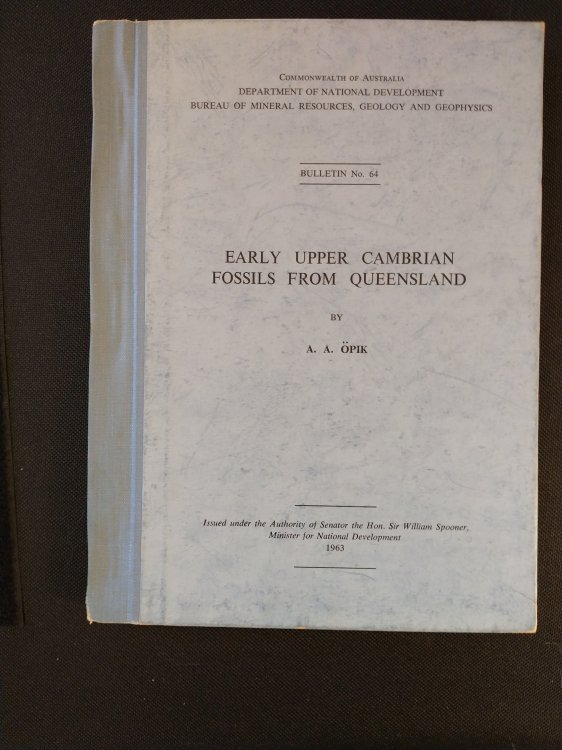 COMMONWEALTH OF AUSTRALIA
DEPARTMENT OF NATIONAL DEVELOPMENT
BUREAU OF MINERAL RESOURCES, GEOLOGY AND GEOPHYSICS
BULLETIN No. 64
EARLY UPPER CAMBRIAN
FOSSILS FROM QUEENSLAND
BY
A. A. ÖPIK
Issued under the Authority of Senator the Hon. Sir William Spooner,
Minister for National Development
1963